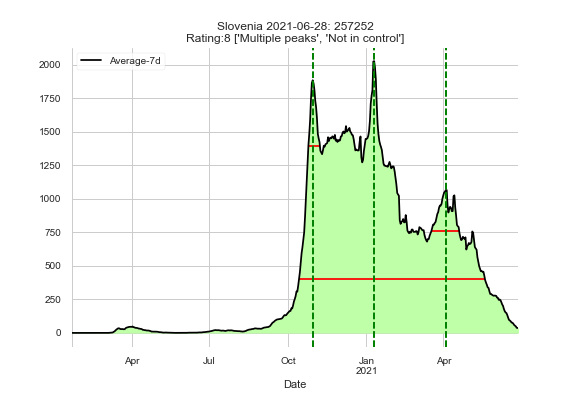 Slovenia 2021-06-28: 257252
Rating:8 ['Multiple peaks', 'Not in control']
Average-7d
2000
1750
1500
1250
1000
750
500
250
0
Apr
Jul
Oct
Jan
2021
Apr
Date